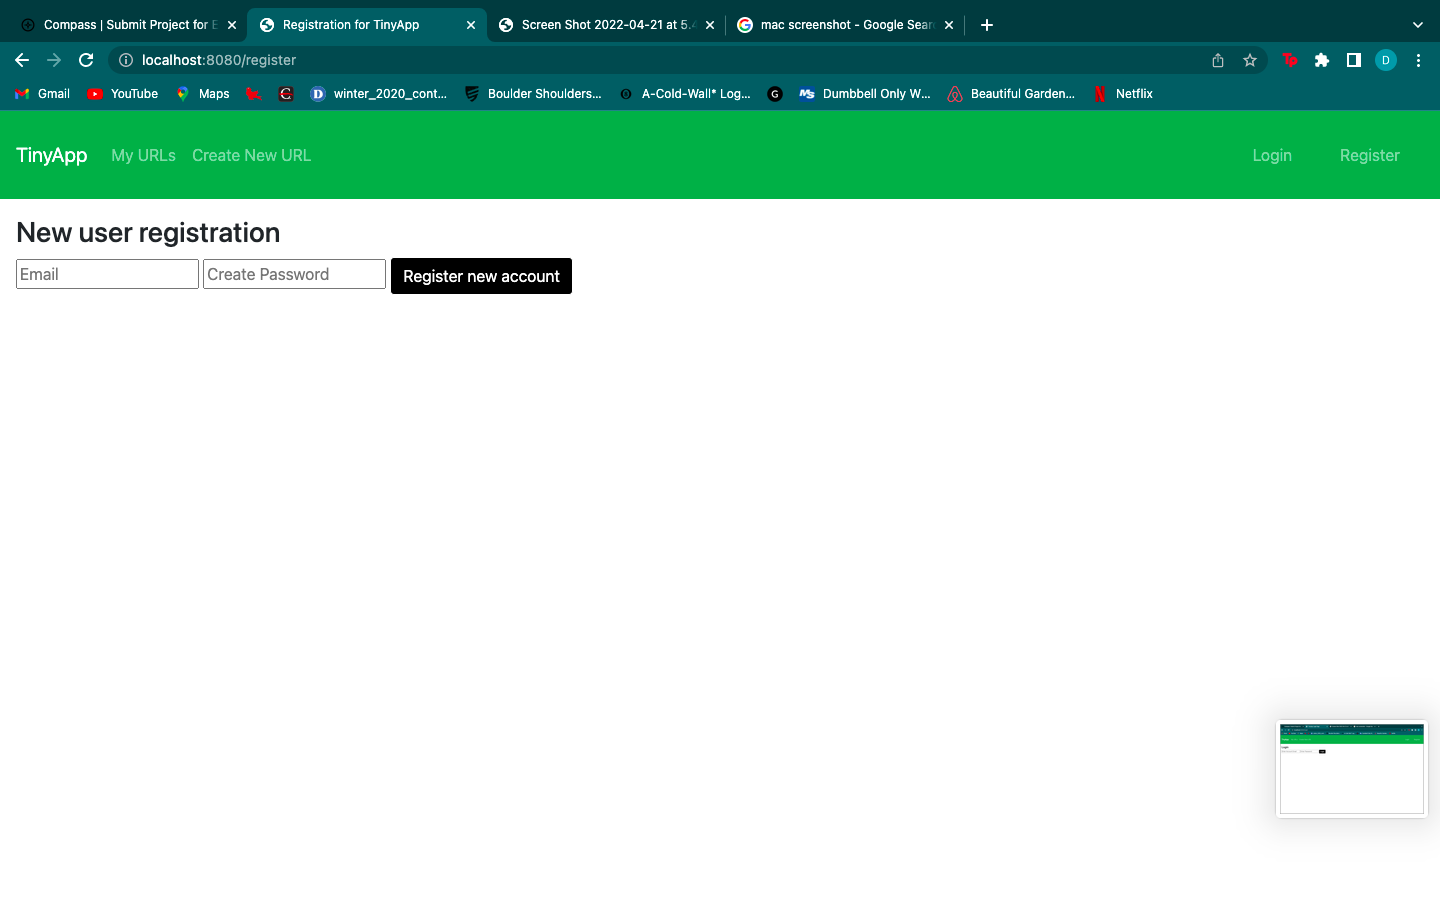 Compass | Submit Project for E
Registration for TinyApp
Screen Shot 2022-04-21 at 5.4
mac screenshot - Google Sear
localhost:8080/register
D
Gmail
YouTube
Maps
winter_2020_cont...
Boulder Shoulders...
A-Cold-Wall* Log...
Dumbbell Only W...
Beautiful Garden...
Netflix
TinyApp
My URLs
Create New URL
Login
Register
New user registration
Email
Create Password
Register new account